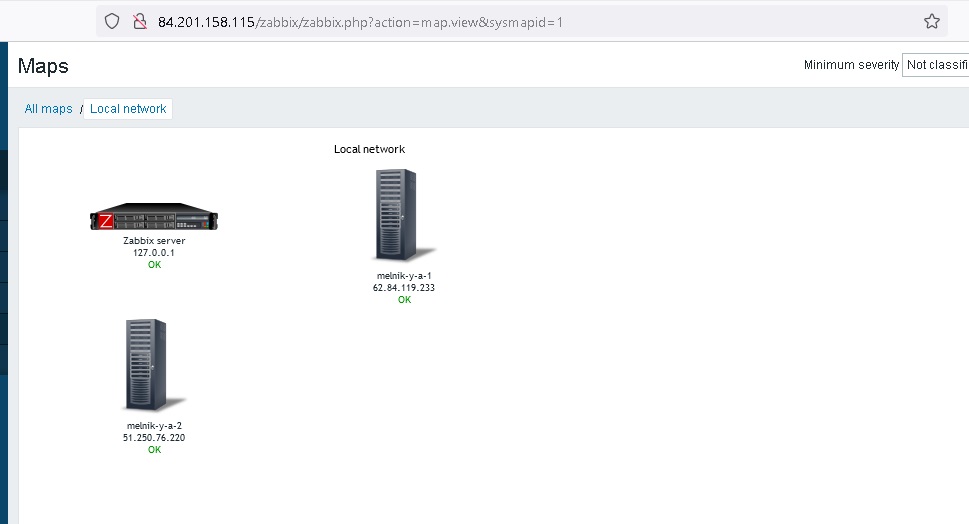 84.201.158.115/zabbix/zabbix.php?action=map.view&sysmapid=1
Maps
Minimum severity Not classifi
All maps / Local network
Local network
Z
Zabbix server
127.0.0.1
OK
melnik-y-a-1
62.84.119.233
OK
melnik-y-a-2
51.250.76.220
OK